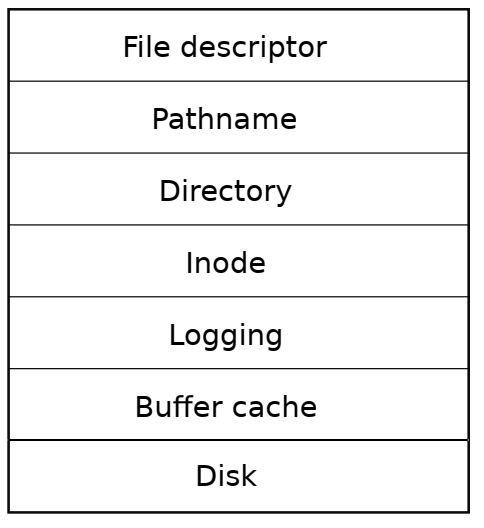 File descriptor
Pathname
Directory
Inode
Logging
Buffer cache
Disk